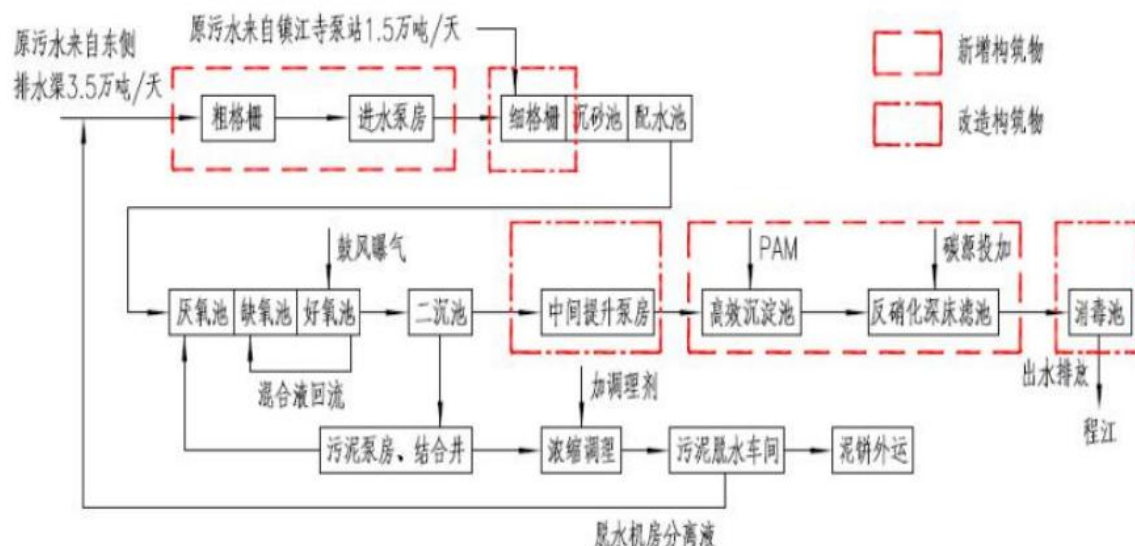 原污水来自镇江寺泵站1.5万吨/天
原污水来自东侧
排水渠3.5万吨/天
新增构筑物
粗格栅
进水泵房
细格栅
沉砂池
配水池
改造构筑物
鼓风曝气
PAM
碳源投加
厌氧池
缺氧池
好氧池
二沉池
中间提升泵房
高效沉淀池
反硝化深床滤池
消毒池
混合液回流
加调理剂
出水排放
程江
污泥泵房、结合井
浓缩调理
污泥脱水车间
泥饼外运
脱水机房分离液